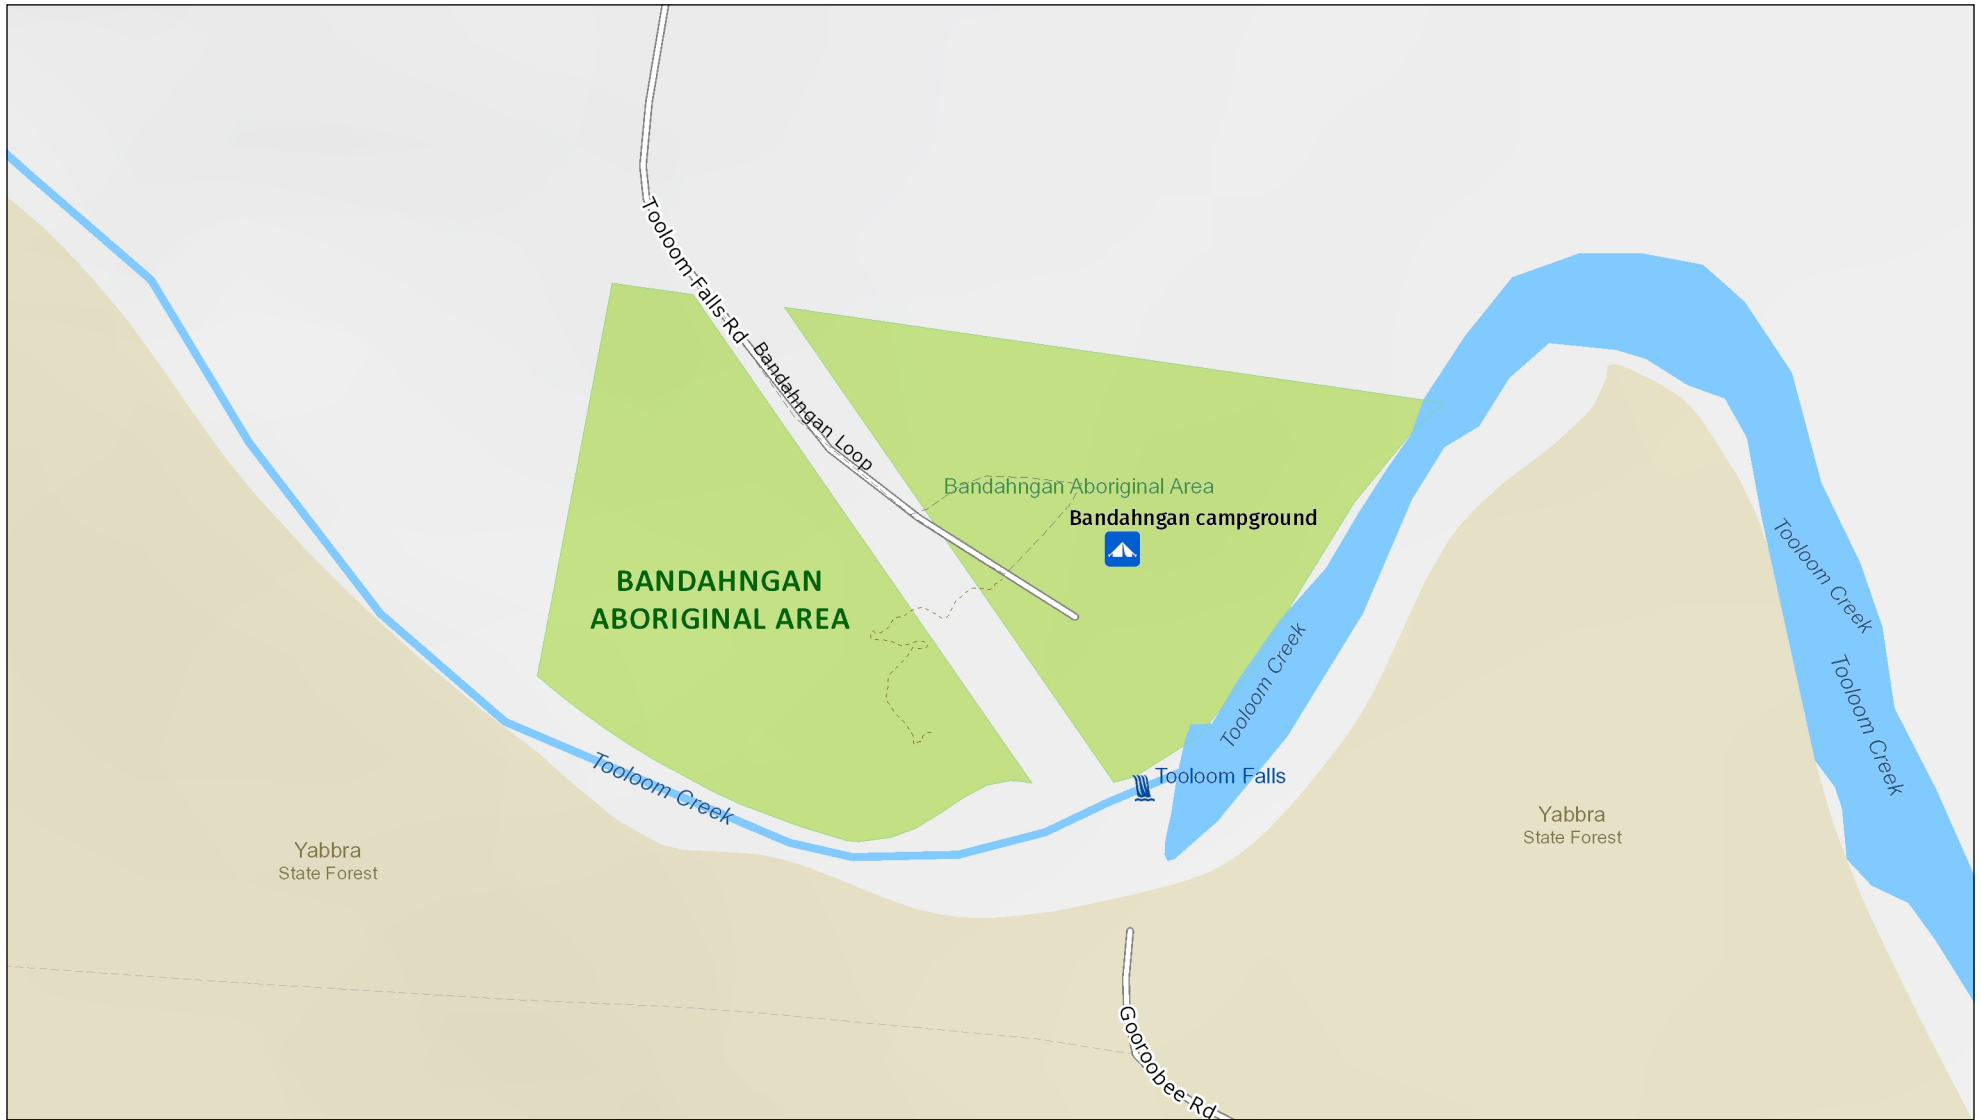 Tooloom Falls Rd
Bandahngan Loop
Bandahngan Aboriginal Area
Bandahngan campground
BANDAHNGAN
ABORIGINAL AREA
Tooloom Creek
Tooloom Creek
Tooloom Creek
Tooloom Creek
Tooloom Falls
Yabbra
State Forest
Yabbra
State Forest
Gooroobee Rd